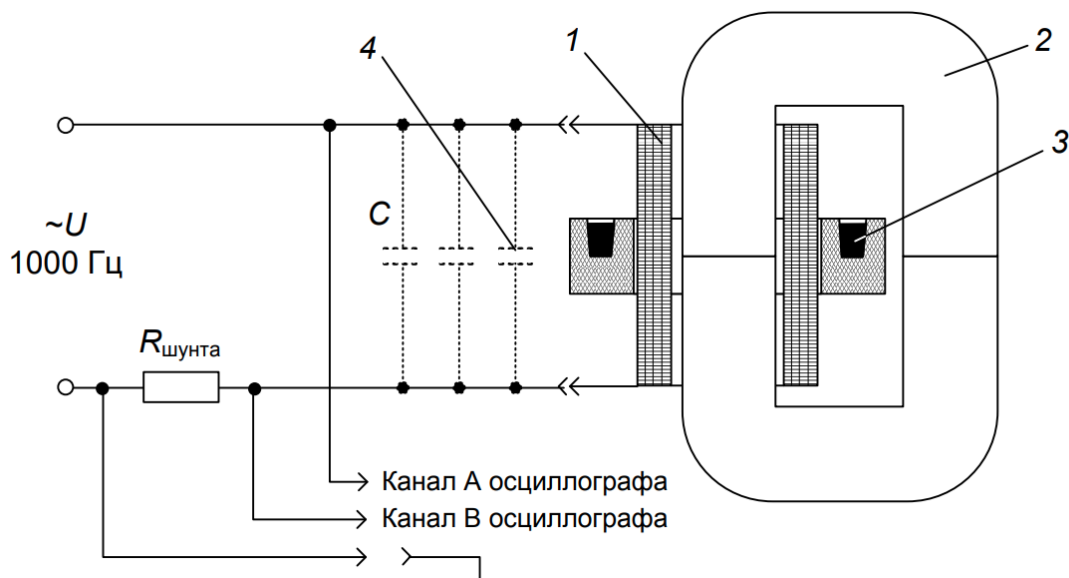 1
2
4
3
C
~U
1000 Гц
Rшунта
Канал А осциллографа
Канал В осциллографа